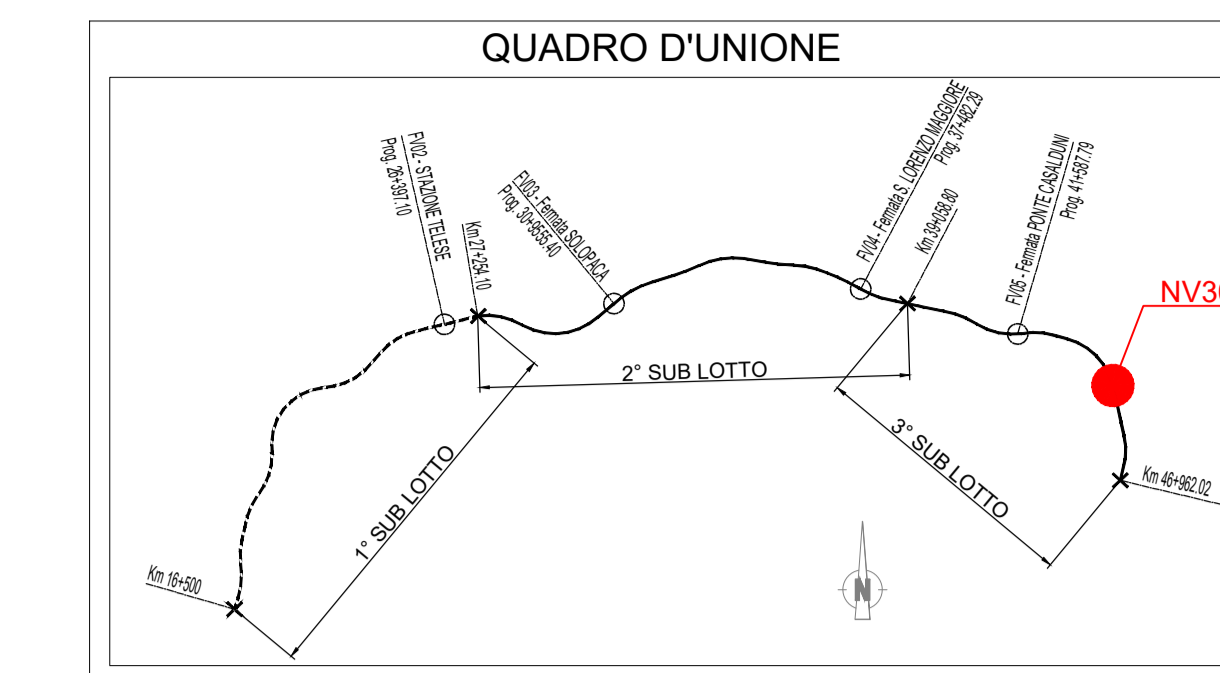 QUADRO D'UNIONE
FV02 - STAZIONE TELESE
Prog. 26+397.10
Km 27+254.10
FV03 - Fermata SOLOPACA
Prog. 30+9555.40
FV04 - Fermata S. LORENZO MAGGIORE
Prog. 37+482.29
Km 39+058.80
FV05 - Fermata PONTE CASALDUNI
Prog. 41+587.79
2° SUB LOTTO
1° SUB LOTTO
3° SUB LOTTO
Km 46+962.02
Km 16+500
N